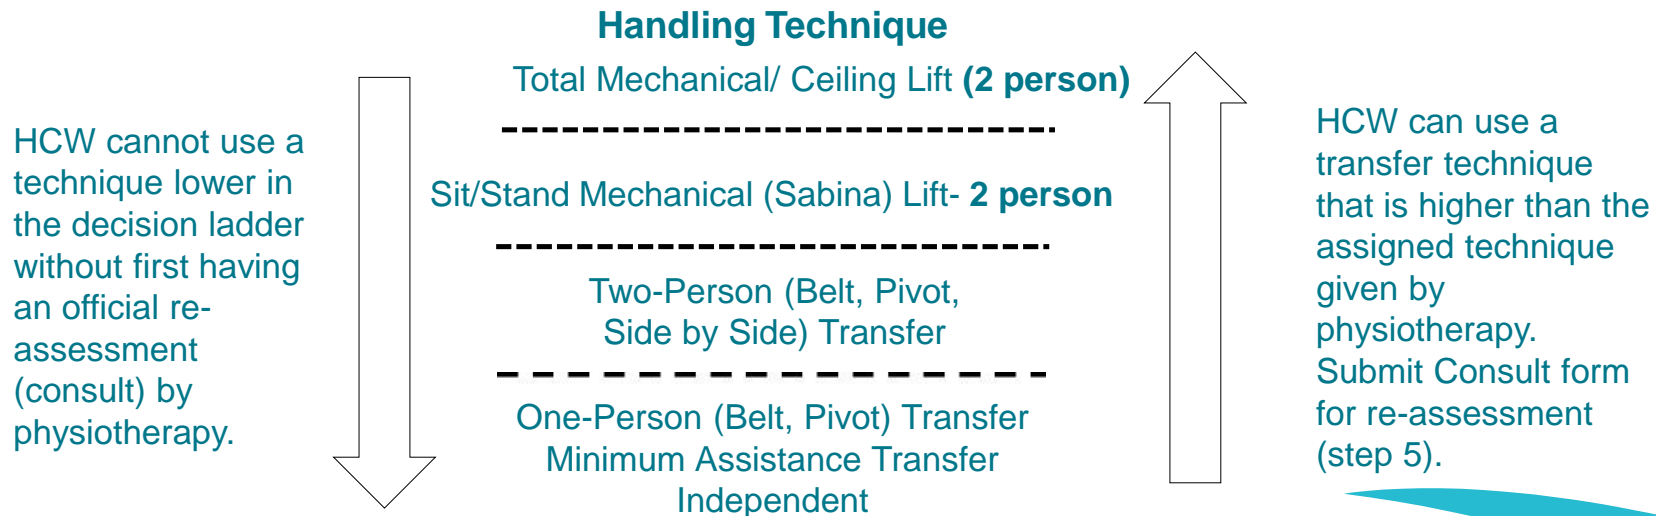 Handling Technique
Total Mechanical/ Ceiling Lift (2 person)
Sit/Stand Mechanical (Sabina) Lift- 2 person
Two-Person (Belt, Pivot,
Side by Side) Transfer
One-Person (Belt, Pivot) Transfer
Minimum Assistance Transfer
Independent
HCW cannot use a
technique lower in
the decision ladder
without first having
an official re-
assessment
(consult) by
physiotherapy.
HCW can use a
transfer technique
that is higher than the
assigned technique
given by
physiotherapy.
Submit Consult form
for re-assessment
(step 5).